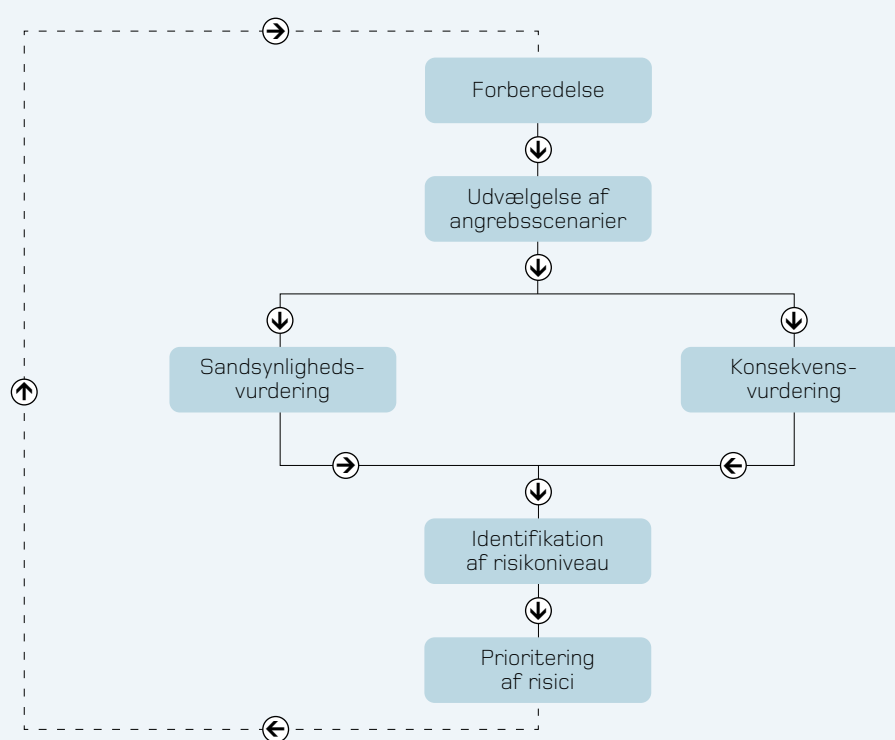 Forberedelse
Udvælgelse af
angrebsscenarier
Sandsynligheds-
vurdering
Konsekvens-
vurdering
Identifikation
af risikoniveau
Prioritering
af risici